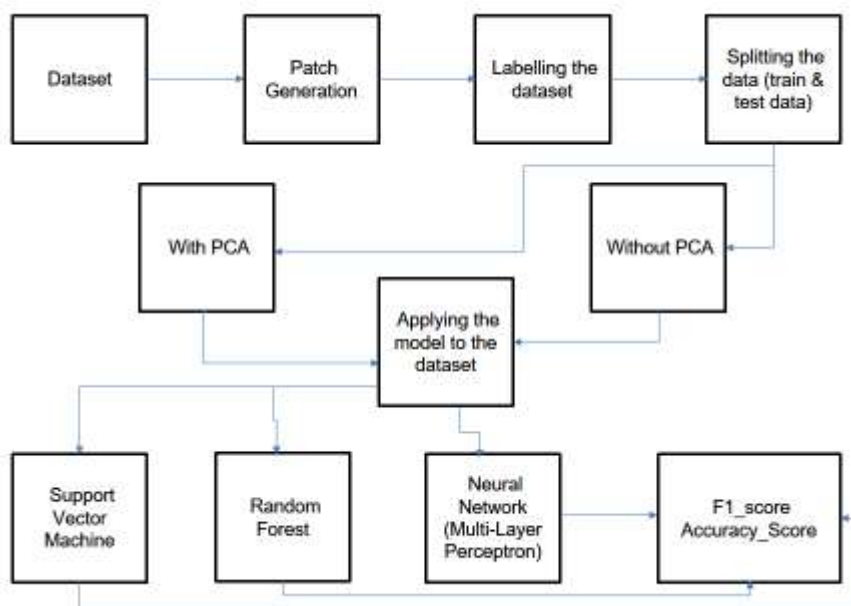 Dataset
Patch
Generation
Labelling the
dataset
Splitting the
data (train &
test data)
With PCA
Without PCA
Applying the
model to the
dataset
Support
Vector
Machine
Random
Forest
Neural
Network
(Multi-Layer
Perceptron)
F1_score
Accuracy_Score